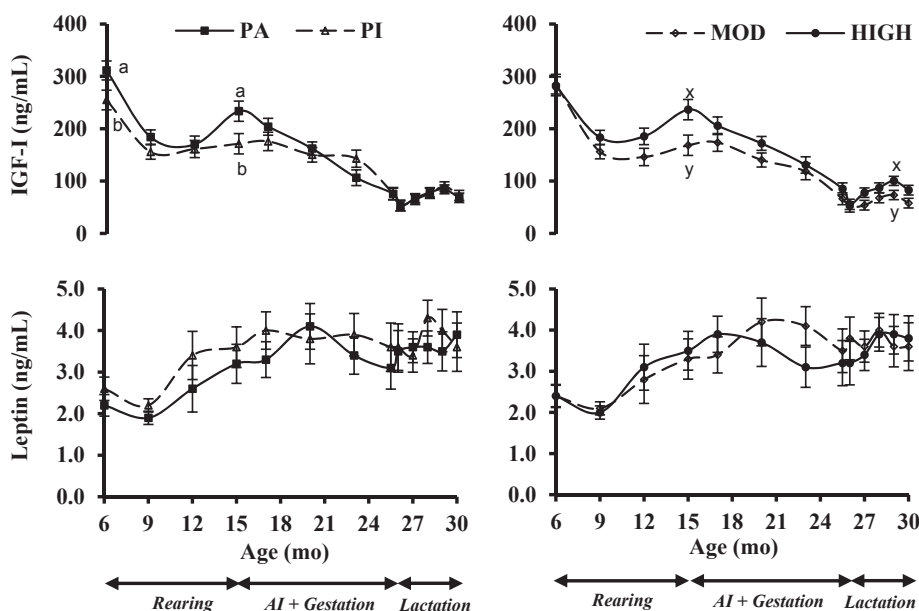 PA PI
IGF-I (ng/mL)
400
300
200
100
0
a
b
a
b
MOD HIGH
400
300
200
100
0
x
y
x
y
Leptin (ng/mL)
5.0
4.0
3.0
2.0
1.0
0.0
6 9 12 15 18 21 24 27 30
Age (mo)
Rearing AI + Gestation Lactation
5.0
4.0
3.0
2.0
1.0
0.0
6 9 12 15 18 21 24 27 30
Age (mo)
Rearing AI + Gestation Lactation